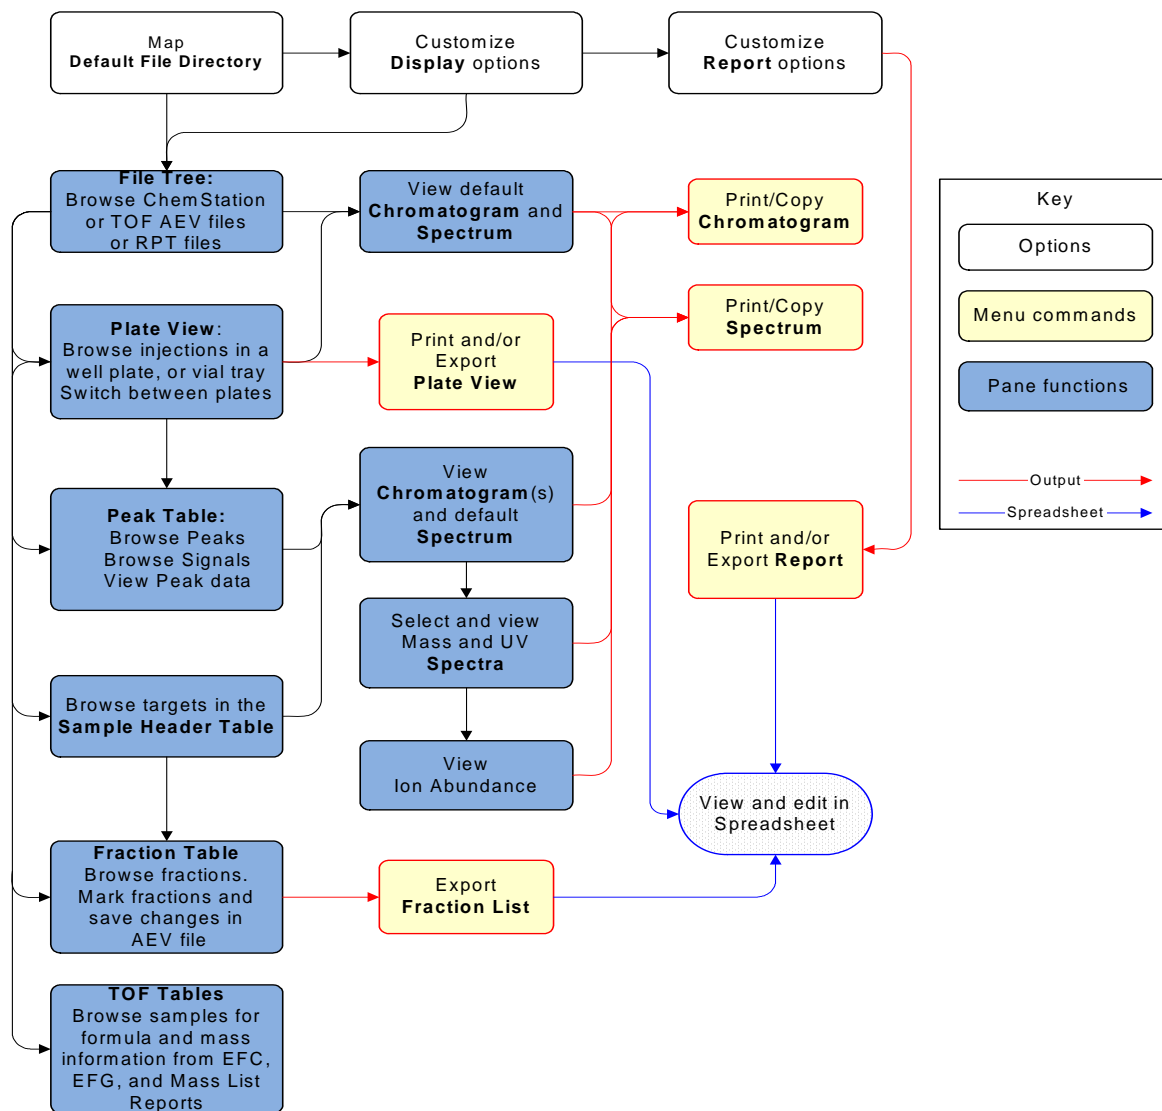 Map
Default File Directory
Customize
Display options
Customize
Report options
File Tree:
Browse ChemStation
or TOF AEV files
or RPT files
View default
Chromatogram and
Spectrum
Print/Copy
Chromatogram
Key
Options
Menu commands
Pane functions
Output
Spreadsheet
Plate View:
Browse injections in a
well plate, or vial tray
Switch between plates
Print and/or
Export
Plate View
Print/Copy
Spectrum
Peak Table:
Browse Peaks
Browse Signals
View Peak data
View
Chromatogram(s)
and default
Spectrum
Print and/or
Export Report
Select and view
Mass and UV
Spectra
Browse targets in the
Sample Header Table
View
Ion Abundance
View and edit in
Spreadsheet
Fraction Table
Browse fractions.
Mark fractions and
save changes in
AEV file
Export
Fraction List
TOF Tables
Browse samples for
formula and mass
information from EFC,
EFG, and Mass List
Reports